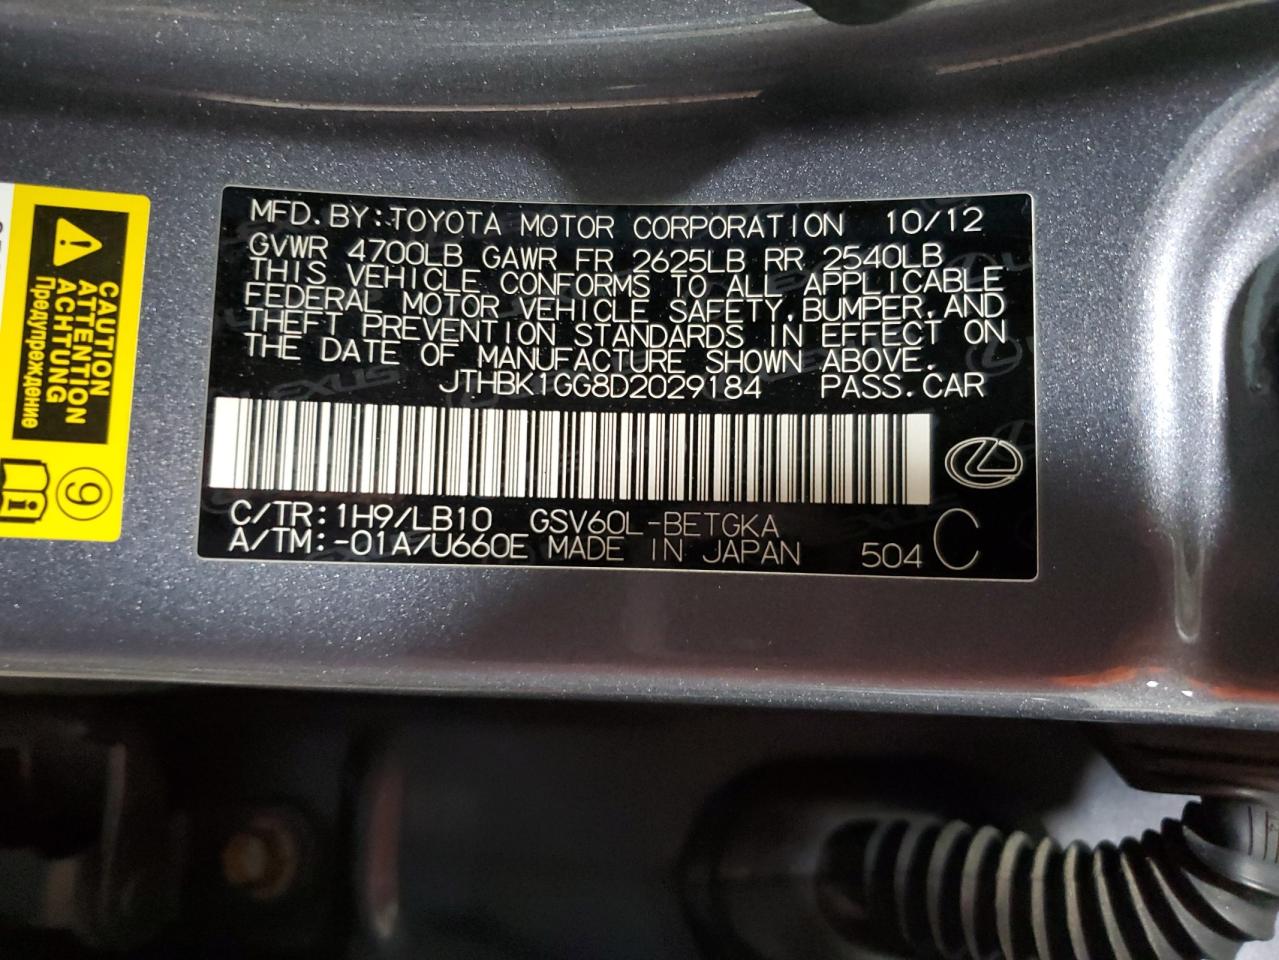 MFD. BY: TOYOTA MOTOR CORPORATION 10/12
GVWR 4700LB GAWR FR 2625LB RR 2540LB
THIS VEHICLE CONFORMS TO ALL APPLICABLE
FEDERAL MOTOR VEHICLE SAFETY, BUMPER, AND
THEFT PREVENTION STANDARDS IN EFFECT ON
THE DATE OF MANUFACTURE SHOWN ABOVE.
JTHBK1GG8D2029184 PASS. CAR
C/TR: 1H9/LB10 GSV60L-BETGKA
A/TM: -01A/U660E MADE IN JAPAN 504 C
CAUTION
ATTENTION
ACHTUNG
Предупреждение
9